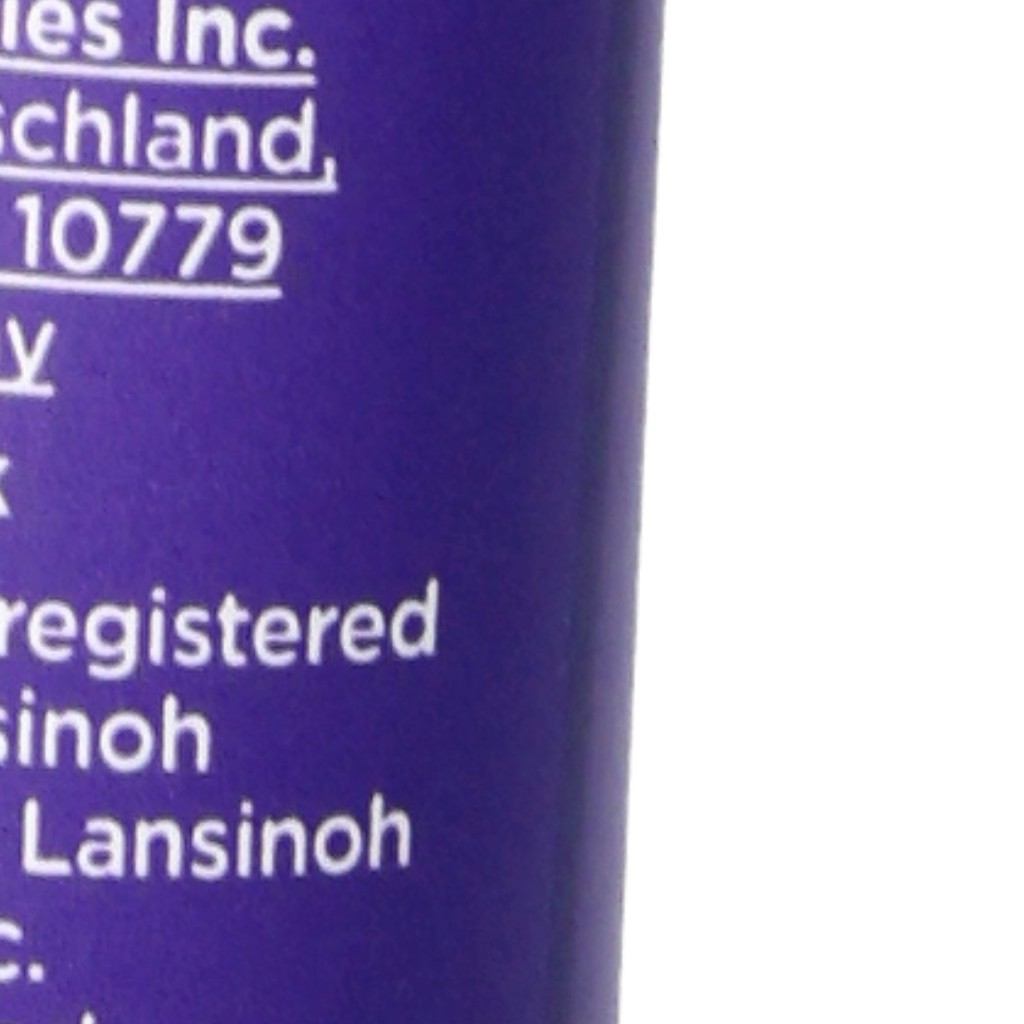 ies Inc.
schland,
10779
y
k
registered
sinoh
Lansinoh
c.